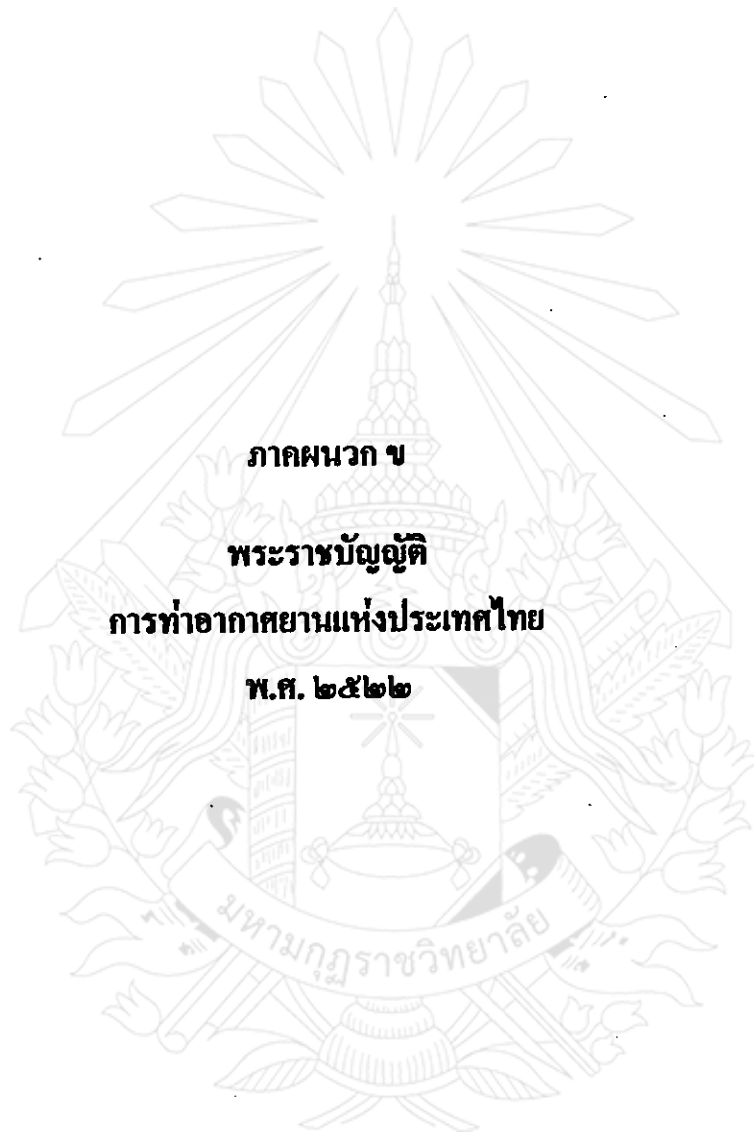 ภาคผนวก ข
พระราชบัญญัติ
การท่าอากาศยานแห่งประเทศไทย
พ.ศ. ๒๕๒๒
มหามกุฏราชวิทยาลัย